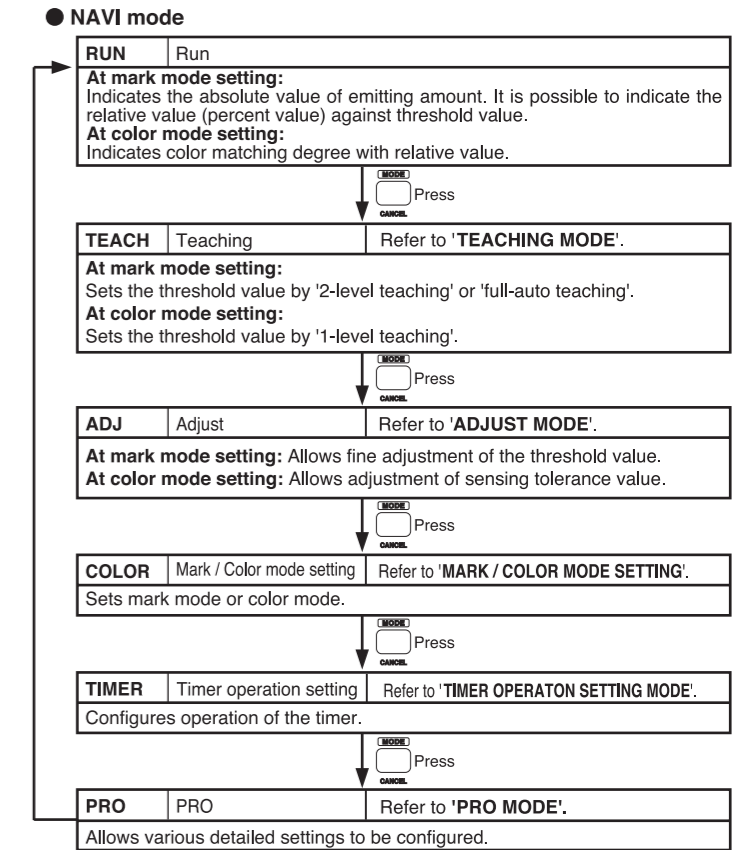 ● NAVI mode
RUN Run
At mark mode setting:
Indicates the absolute value of emitting amount. It is possible to indicate the
relative value (percent value) against threshold value.
At color mode setting:
Indicates color matching degree with relative value.
MODE
Press
CANCEL
TEACH Teaching Refer to 'TEACHING MODE'.
At mark mode setting:
Sets the threshold value by '2-level teaching' or 'full-auto teaching'.
At color mode setting:
Sets the threshold value by '1-level teaching'.
MODE
Press
CANCEL
ADJ Adjust Refer to 'ADJUST MODE'.
At mark mode setting: Allows fine adjustment of the threshold value.
At color mode setting: Allows adjustment of sensing tolerance value.
MODE
Press
CANCEL
COLOR Mark / Color mode setting Refer to 'MARK / COLOR MODE SETTING'.
Sets mark mode or color mode.
MODE
Press
CANCEL
TIMER Timer operation setting Refer to 'TIMER OPERATON SETTING MODE'.
Configures operation of the timer.
MODE
Press
CANCEL
PRO PRO Refer to 'PRO MODE'.
Allows various detailed settings to be configured.